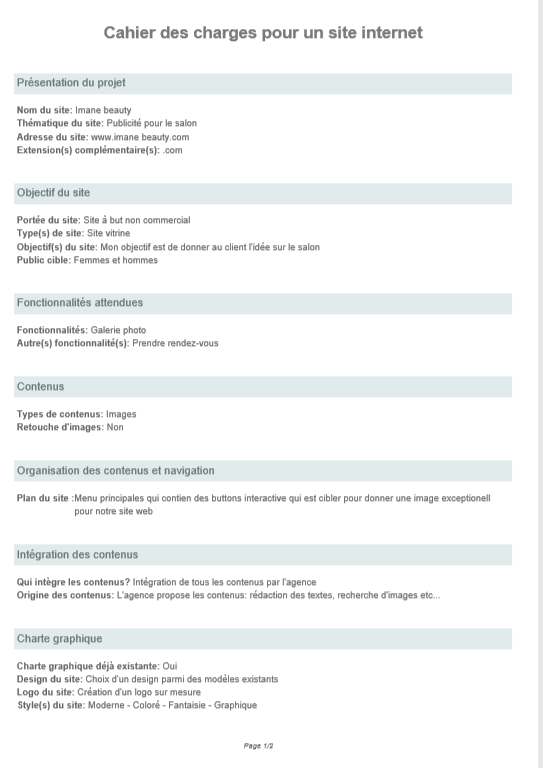 Cahier des charges pour un site internet
Présentation du projet
Nom du site: Imane beauty
Thématique du site: Publicité pour le salon
Adresse du site: www.imane beauty.com
Extension(s) complémentaire(s): .com
Objectif du site
Portée du site: Site à but non commercial
Type(s) de site: Site vitrine
Objectif(s) du site: Mon objectif est de donner au client l'idée sur le salon
Public cible: Femmes et hommes
Fonctionnalités attendues
Fonctionnalités: Galerie photo
Autre(s) fonctionnalité(s): Prendre rendez-vous
Contenus
Types de contenus: Images
Retouche d'images: Non
Organisation des contenus et navigation
Plan du site :Menu principales qui contien des buttons interactive qui est cibler pour donner une image exceptionell
pour notre site web
Intégration des contenus
Qui intègre les contenus? Intégration de tous les contenus par l'agence
Origine des contenus: L'agence propose les contenus: rédaction des textes, recherche d'images etc...
Charte graphique
Charte graphique déjà existante: Oui
Design du site: Choix d'un design parmi des modèles existants
Logo du site: Création d'un logo sur mesure
Style(s) du site: Moderne - Coloré - Fantaisie - Graphique
Page 1/2